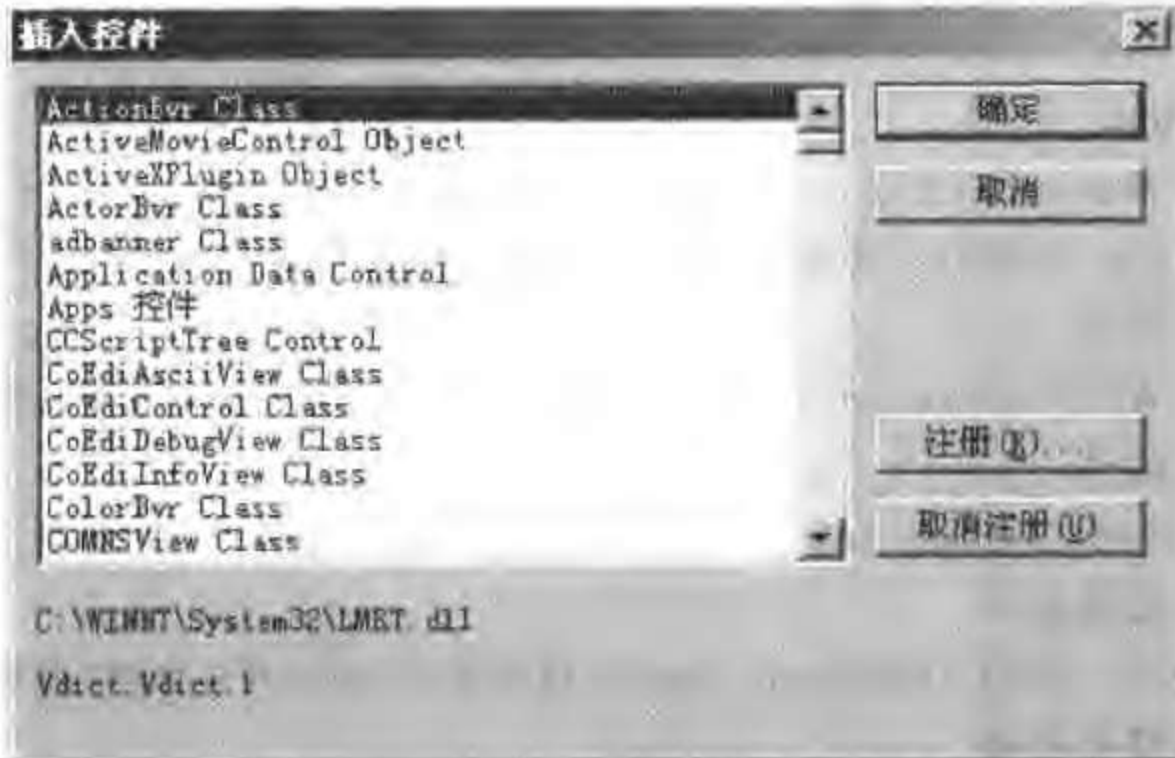 插入控件
ActionBvr Class
ActiveMovieControl Object
ActiveXPlugin Object
ActorBvr Class
adbanner Class
Application Data Control
Apps 控件
CCScriptTree Control
CoEdiAsciiView Class
CoEdiControl Class
CoEdiDebugView Class
CoEdiInfoView Class
ColorBvr Class
COMNSView Class
确定
取消
注册(R)...
取消注册(U)
C:\WINNT\System32\LMRT.dll
Vdict.Vdict.1